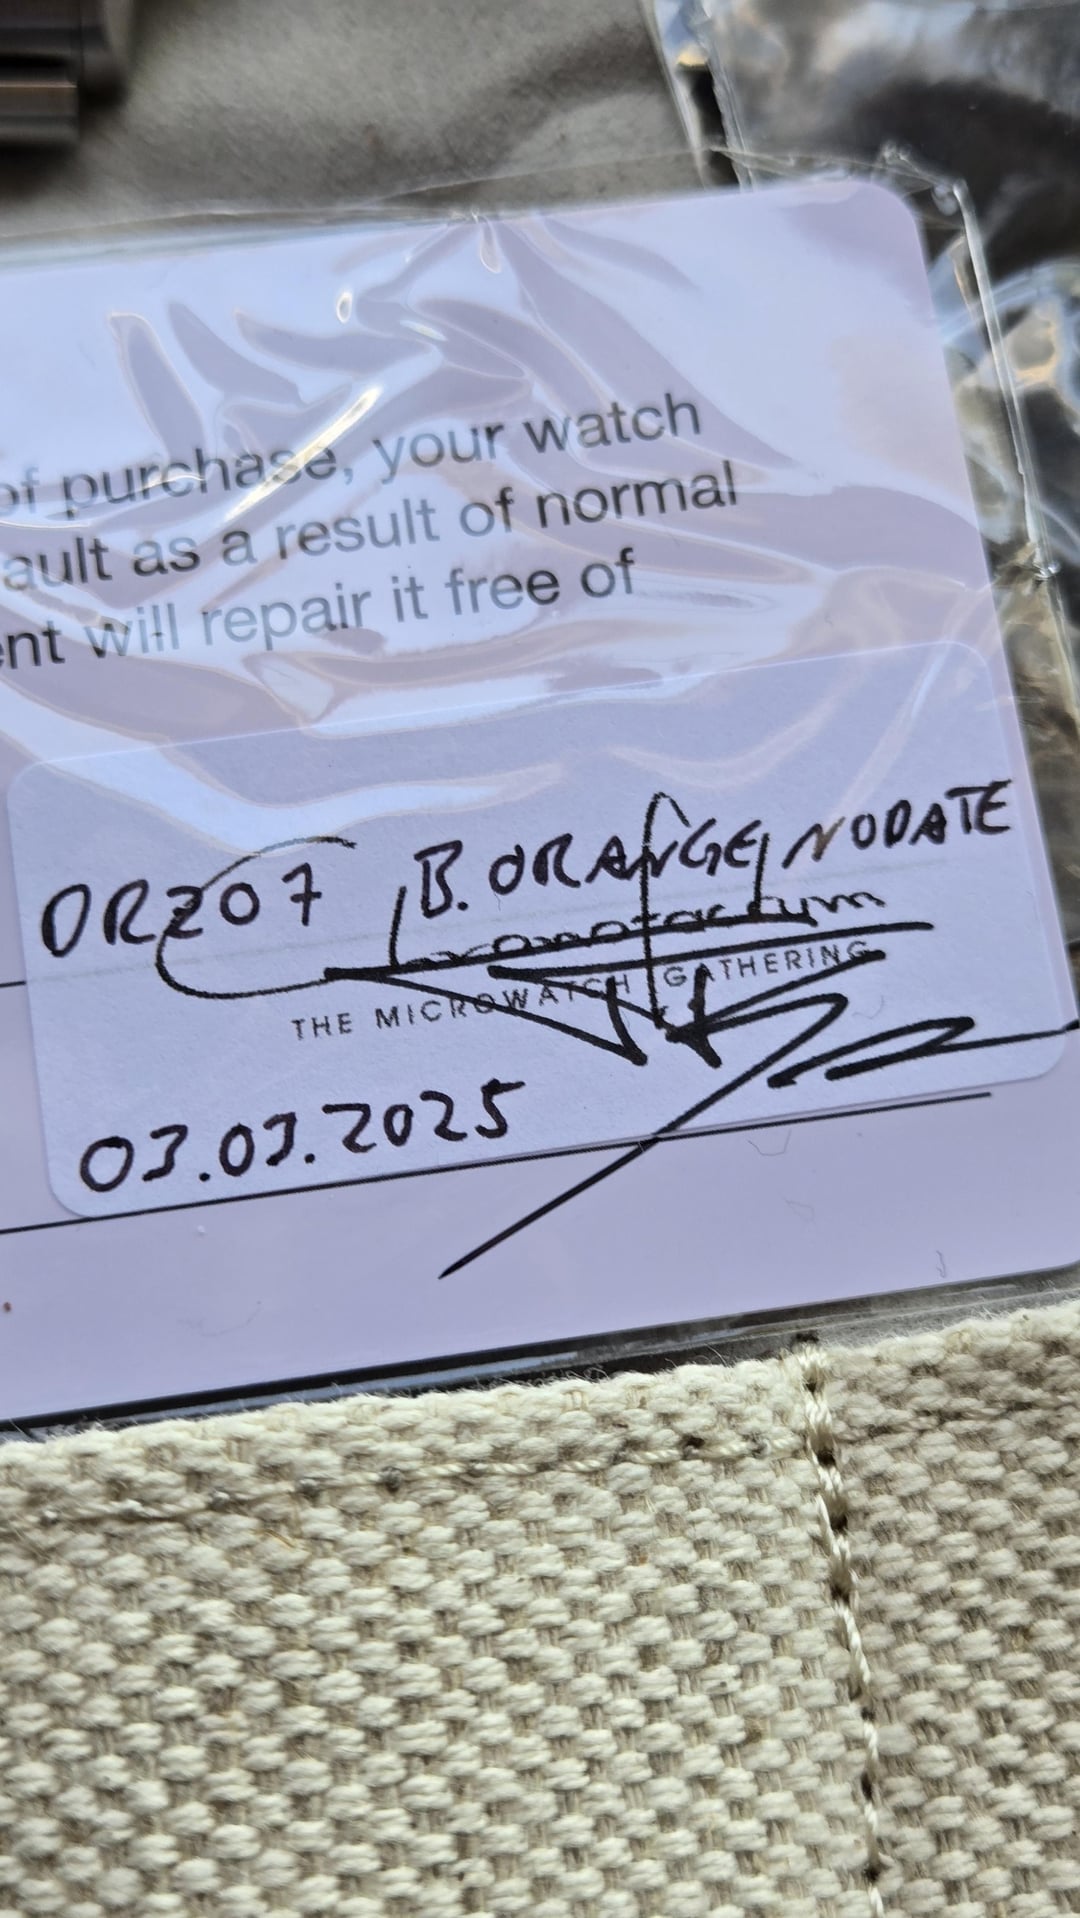 of purchase, your watch
ault as a result of normal
ent will repair it free of
OR207, B. ORANGE, NODATE
THE MICROWATCH GATHERING
03.03.2025